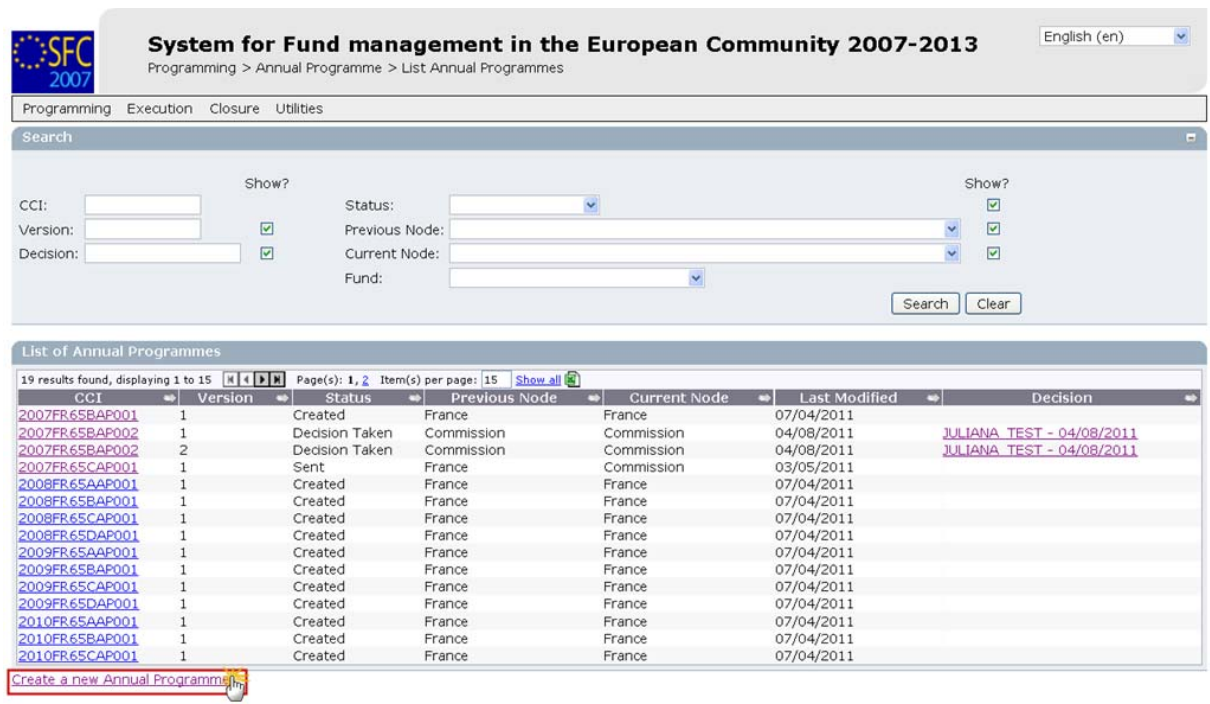 SFC
2007
System for Fund management in the European Community 2007-2013
English (en)
Programming > Annual Programme > List Annual Programmes
Programming Execution Closure Utilities
Search
Show? Show?
CCI: Status:
Version: Previous Node:
Decision: Current Node:
Fund:
Search Clear
List of Annual Programmes
19 results found, displaying 1 to 15 Page(s): 1, 2 Item(s) per page: 15 Show all
CCI Version Status Previous Node Current Node Last Modified Decision
2007FR65BAP001 1 Created France France 07/04/2011
2007FR65BAP002 1 Decision Taken Commission Commission 04/08/2011 JULIANA TEST - 04/08/2011
2007FR65BAP002 2 Decision Taken Commission Commission 04/08/2011 JULIANA TEST - 04/08/2011
2007FR65CAP001 1 Sent France Commission 03/05/2011
2008FR65AAP001 1 Created France France 07/04/2011
2008FR65BAP001 1 Created France France 07/04/2011
2008FR65CAP001 1 Created France France 07/04/2011
2008FR65DAP001 1 Created France France 07/04/2011
2009FR65AAP001 1 Created France France 07/04/2011
2009FR65BAP001 1 Created France France 07/04/2011
2009FR65CAP001 1 Created France France 07/04/2011
2009FR65DAP001 1 Created France France 07/04/2011
2010FR65AAP001 1 Created France France 07/04/2011
2010FR65BAP001 1 Created France France 07/04/2011
2010FR65CAP001 1 Created France France 07/04/2011
Create a new Annual Programme